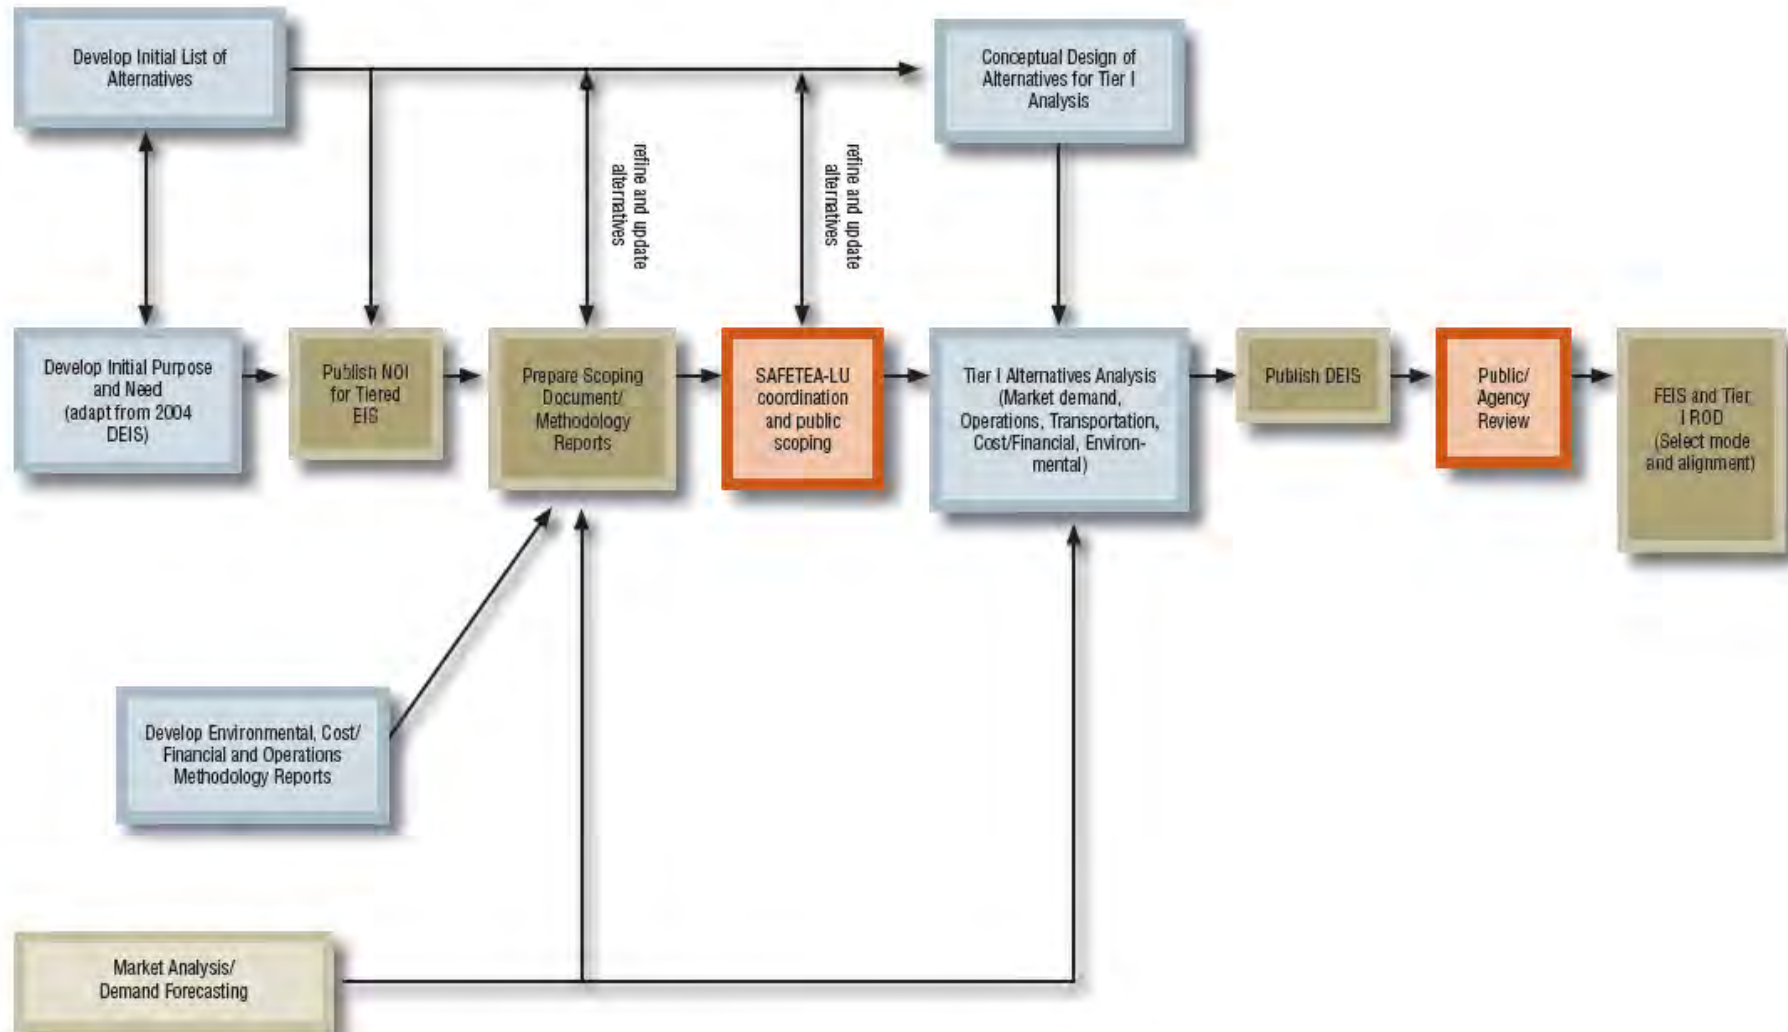 Develop Initial List of
Alternatives
Conceptual Design of
Alternatives for Tier I
Analysis
refine and update
alternatives
refine and update
alternatives
Develop Initial Purpose
and Need
(adapt from 2004
DEIS)
Publish NOI
for Tiered
EIS
Prepare Scoping
Document/
Methodology
Reports
SAFETEA-LU
coordination
and public
scoping
Tier I Alternatives Analysis
(Market demand,
Operations, Transportation,
Cost/Financial, Environ-
mental)
Publish DEIS
Public/
Agency
Review
FEIS and Tier
I ROD
(Select mode
and alignment)
Develop Environmental, Cost/
Financial and Operations
Methodology Reports
Market Analysis/
Demand Forecasting